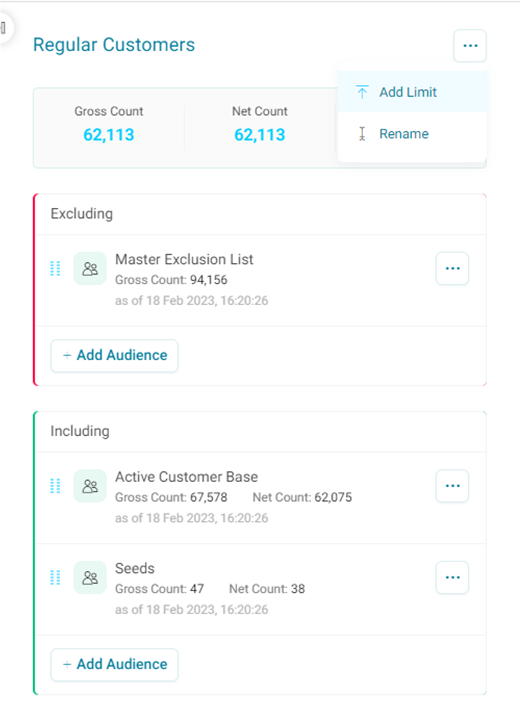 Regular Customers
Add Limit
Gross Count
Net Count
62,113
62,113
Rename
Excluding
Master Exclusion List
Gross Count: 94,156
as of 18 Feb 2023, 16:20:26
+ Add Audience
Including
Active Customer Base
Gross Count: 67,578 Net Count: 62,075
as of 18 Feb 2023, 16:20:26
Seeds
Gross Count: 47 Net Count: 38
as of 18 Feb 2023, 16:20:26
+ Add Audience